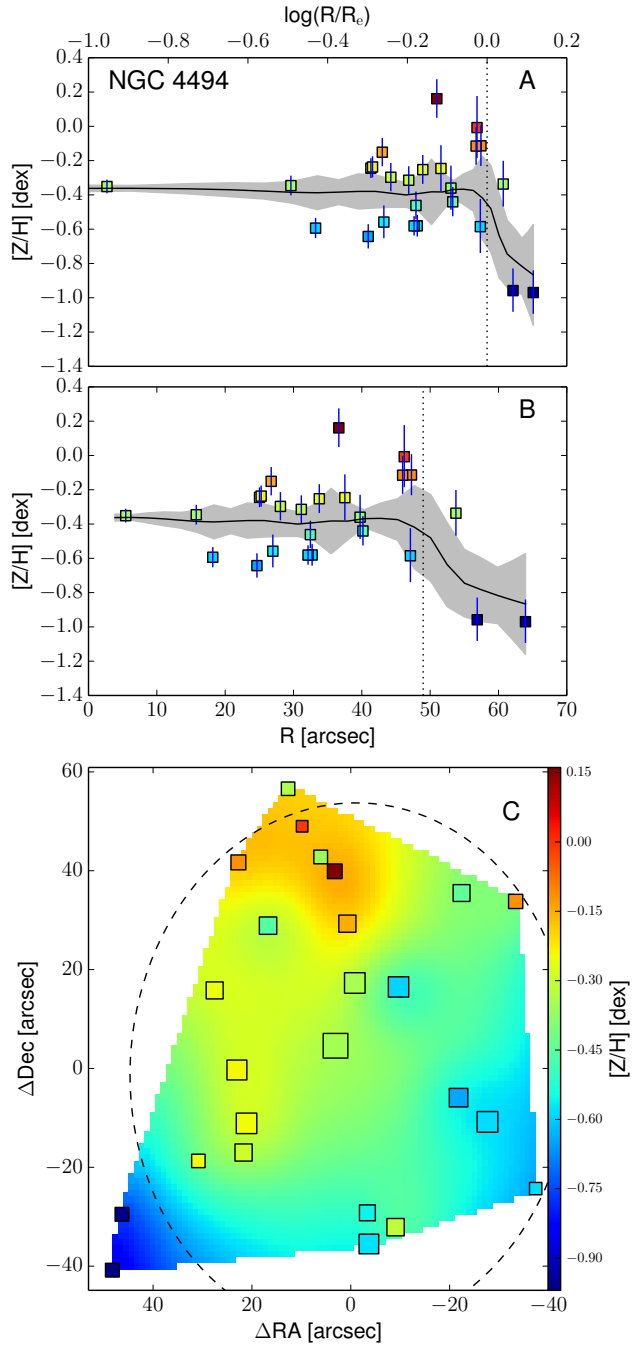 log(R/Rₑ)
−1.0 −0.8 −0.6 −0.4 −0.2 0.0 0.2
NGC 4494
A
0.4
0.2
0.0
−0.2
−0.4
−0.6
−0.8
−1.0
−1.2
−1.4
[Z/H] [dex]
B
0.4
0.2
0.0
−0.2
−0.4
−0.6
−0.8
−1.0
−1.2
−1.4
[Z/H] [dex]
0 10 20 30 40 50 60 70
R [arcsec]
C
60
40
20
0
−20
−40
ΔDec [arcsec]
40 20 0 −20 −40
ΔRA [arcsec]
0.15
0.00
−0.15
−0.30
−0.45
−0.60
−0.75
−0.90
[Z/H] [dex]